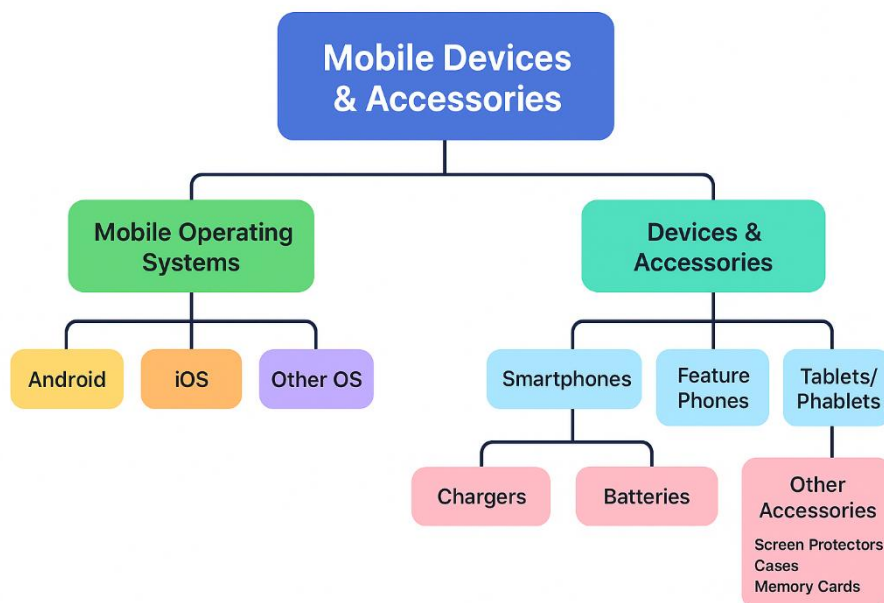 Mobile Devices
& Accessories
Mobile Operating
Systems
Devices &
Accessories
Android
iOS
Other OS
Smartphones
Feature
Phones
Tablets/
Phablets
Chargers
Batteries
Other
Accessories
Screen Protectors
Cases
Memory Cards